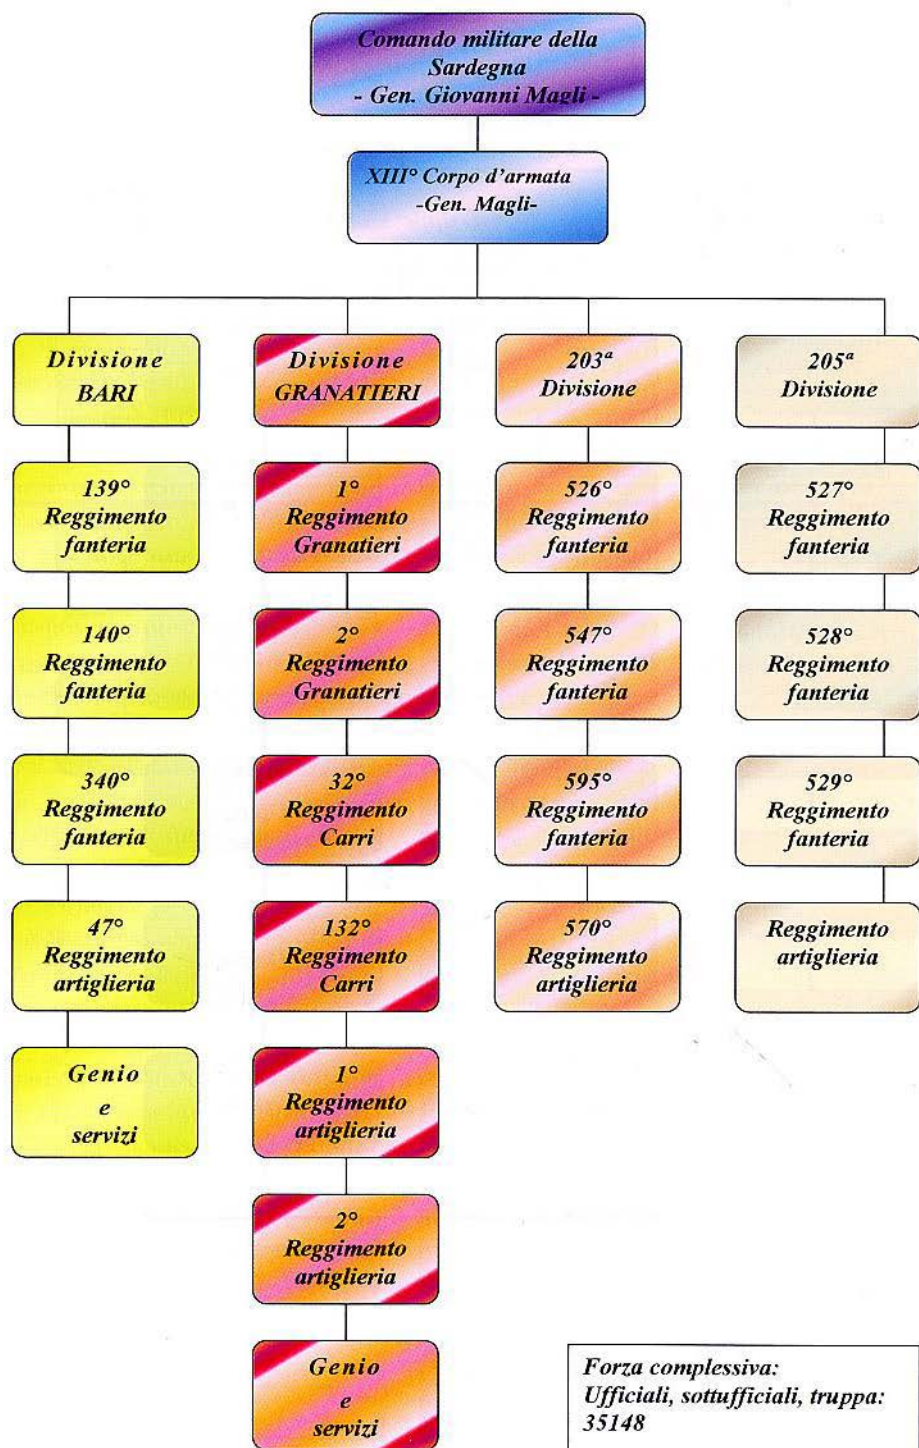 Comando militare della
Sardegna
- Gen. Giovanni Magli -
XIII° Corpo d'armata
-Gen. Magli-
Divisione
BARI
139°
Reggimento
fanteria
140°
Reggimento
fanteria
340°
Reggimento
fanteria
47°
Reggimento
artiglieria
Genio
e
servizi
Divisione
GRANATIERI
1°
Reggimento
Granatieri
2°
Reggimento
Granatieri
32°
Reggimento
Carri
132°
Reggimento
Carri
1°
Reggimento
artiglieria
2°
Reggimento
artiglieria
Genio
e
servizi
203ª
Divisione
526°
Reggimento
fanteria
547°
Reggimento
fanteria
595°
Reggimento
fanteria
570°
Reggimento
artiglieria
205ª
Divisione
527°
Reggimento
fanteria
528°
Reggimento
fanteria
529°
Reggimento
fanteria
Reggimento
artiglieria
Forza complessiva:
Ufficiali, sottufficiali, truppa:
35148